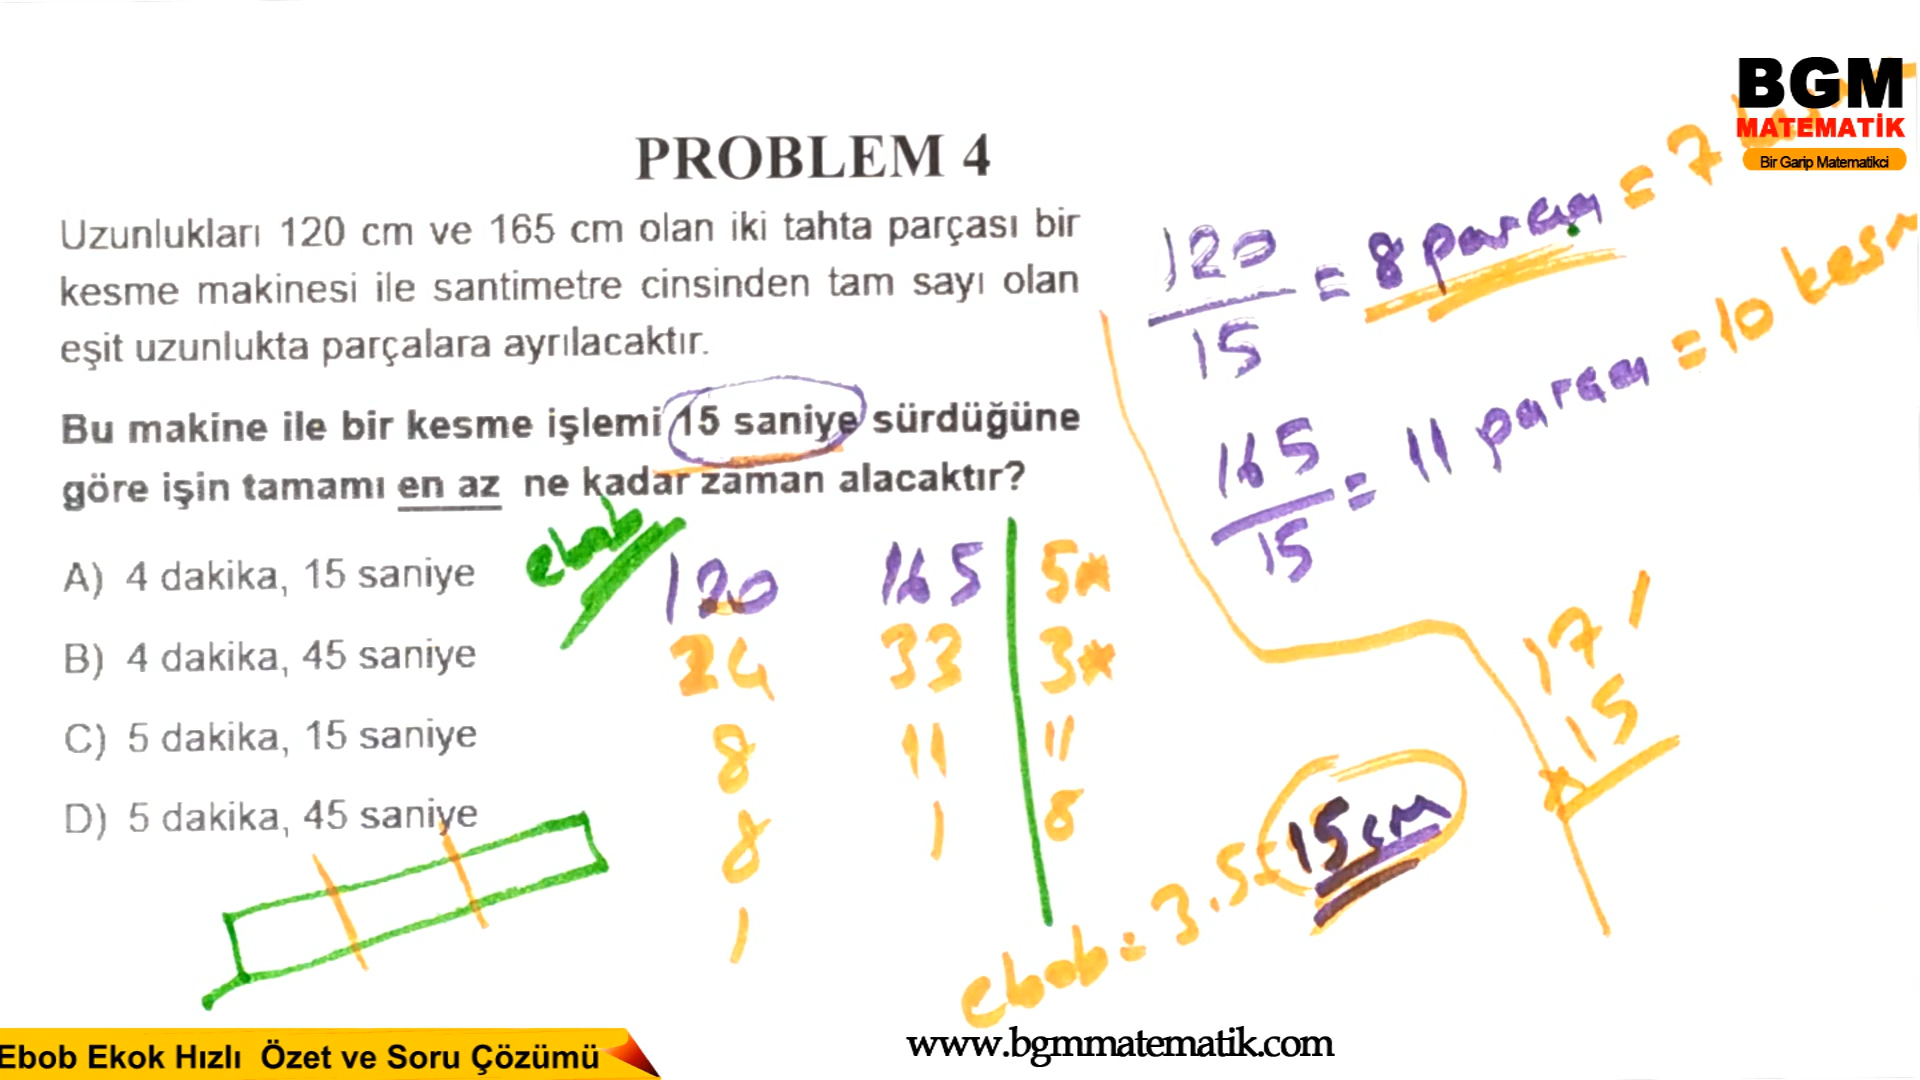 BGM
MATEMATİK
Bir Garip Matematikci
PROBLEM 4
Uzunlukları 120 cm ve 165 cm olan iki tahta parçası bir
kesme makinesi ile santimetre cinsinden tam sayı olan
eşit uzunlukta parçalara ayrılacaktır.
Bu makine ile bir kesme işlemi 15 saniye sürdüğüne
göre işin tamamı en az ne kadar zaman alacaktır?
A) 4 dakika, 15 saniye
B) 4 dakika, 45 saniye
C) 5 dakika, 15 saniye
D) 5 dakika, 45 saniye
ebob
120 165 5*
24 33 3*
8 11 11
8 1 8
1
ebob = 3.5 = 15cm
120
15
= 8 parça = 7
165
15
= 11 parça = 10
17
15
x
Ebob Ekok Hızlı Özet ve Soru Çözümü
www.bgmmatematik.com